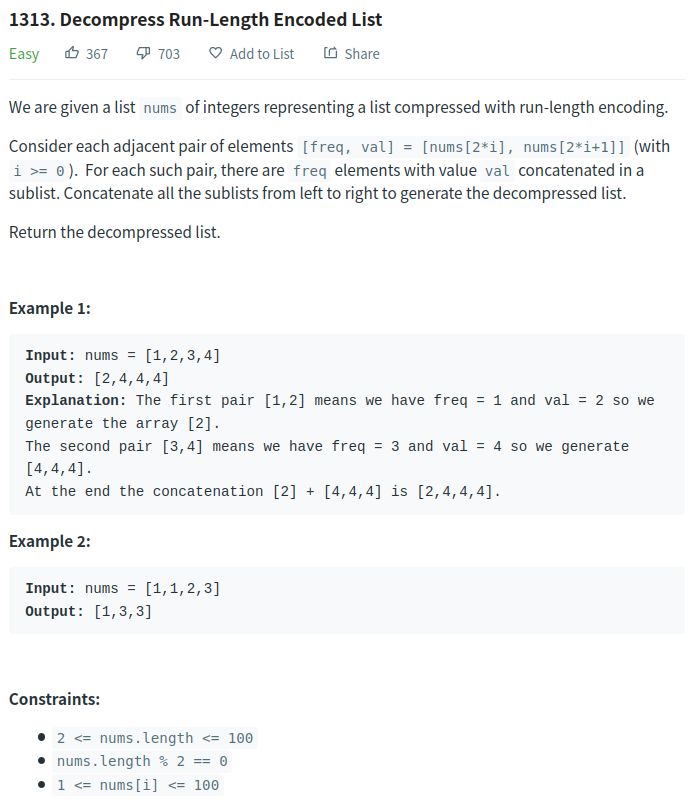 1313. Decompress Run-Length Encoded List
Easy 367 703 Add to List Share
We are given a list nums of integers representing a list compressed with run-length encoding.
Consider each adjacent pair of elements [freq, val] = [nums[2*i], nums[2*i+1]] (with
i >= 0 ). For each such pair, there are freq elements with value val concatenated in a
sublist. Concatenate all the sublists from left to right to generate the decompressed list.
Return the decompressed list.
Example 1:
Input: nums = [1,2,3,4]
Output: [2,4,4,4]
Explanation: The first pair [1,2] means we have freq = 1 and val = 2 so we
generate the array [2].
The second pair [3,4] means we have freq = 3 and val = 4 so we generate
[4,4,4].
At the end the concatenation [2] + [4,4,4] is [2,4,4,4].
Example 2:
Input: nums = [1,1,2,3]
Output: [1,3,3]
Constraints:
• 2 <= nums.length <= 100
• nums.length % 2 == 0
• 1 <= nums[i] <= 100